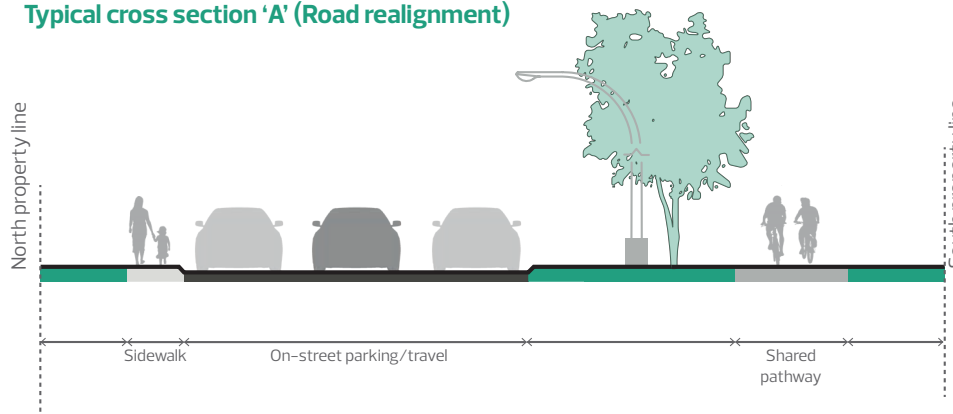 Typical cross section ‘A’ (Road realignment)
North property line
Sidewalk
On-street parking/travel
Shared
pathway